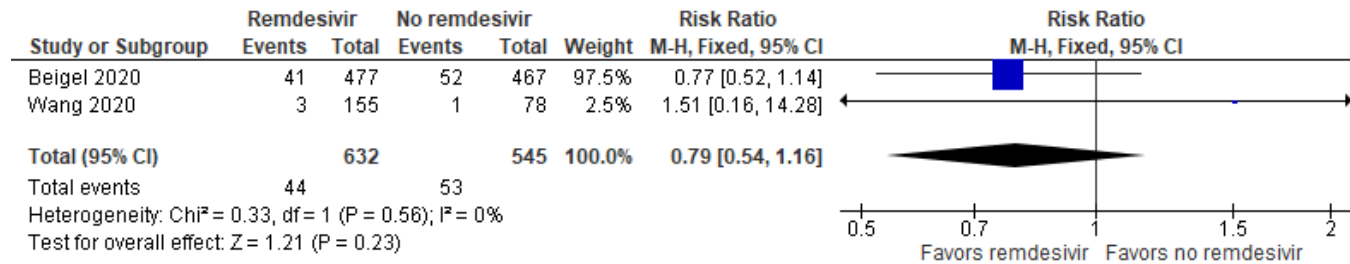 Remdesivir No remdesivir Risk Ratio Risk Ratio
Study or Subgroup Events Total Events Total Weight M-H, Fixed, 95% CI M-H, Fixed, 95% CI
Beigel 2020 41 477 52 467 97.5% 0.77 [0.52, 1.14]
Wang 2020 3 155 1 78 2.5% 1.51 [0.16, 14.28]
Total (95% CI) 632 545 100.0% 0.79 [0.54, 1.16]
Total events 44 53
Heterogeneity: Chi² = 0.33, df = 1 (P = 0.56); I² = 0%
Test for overall effect: Z = 1.21 (P = 0.23)
0.5 0.7 1 1.5 2
Favors remdesivir Favors no remdesivir